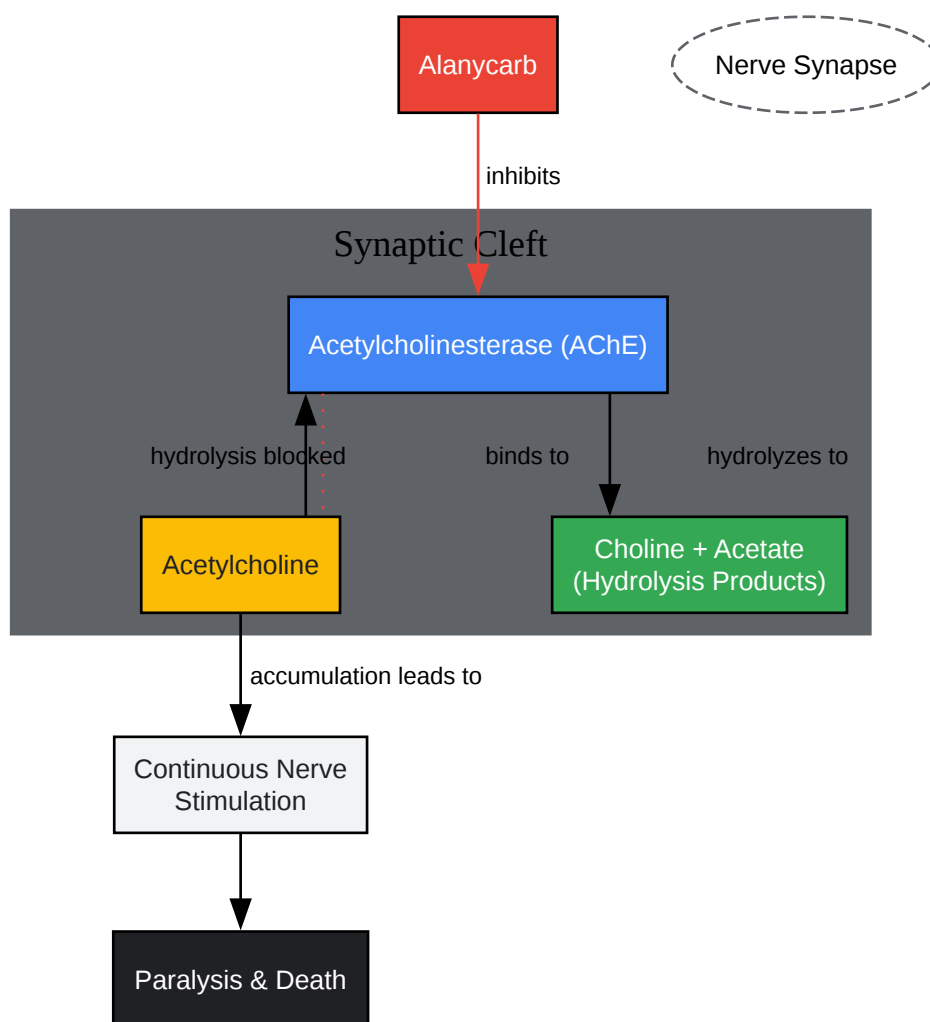 Alanycarb
Nerve Synapse
inhibits
Synaptic Cleft
Acetylcholinesterase (AChE)
hydrolysis blocked
binds to
hydrolyzes to
Acetylcholine
Choline + Acetate
(Hydrolysis Products)
accumulation leads to
Continuous Nerve
Stimulation
Paralysis & Death